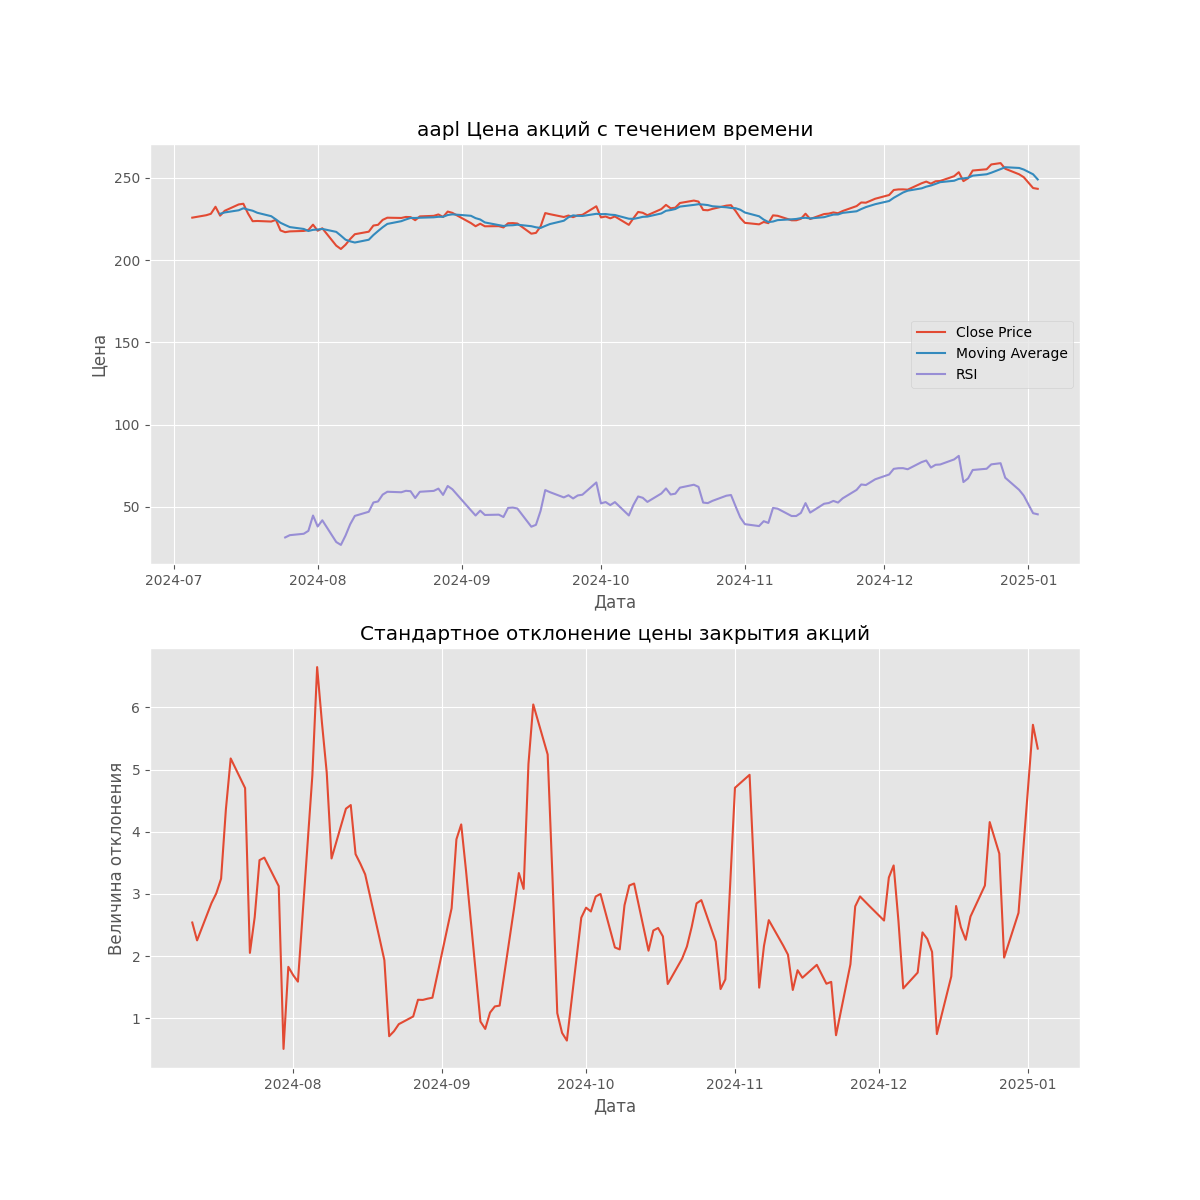 aapl Цена акций с течением времени
250
200
150
100
50
Цена
Close Price
Moving Average
RSI
2024-07 2024-08 2024-09 2024-10 2024-11 2024-12 2025-01
Дата
Стандартное отклонение цены закрытия акций
6
5
4
3
2
1
Величина отклонения
2024-08 2024-09 2024-10 2024-11 2024-12 2025-01
Дата